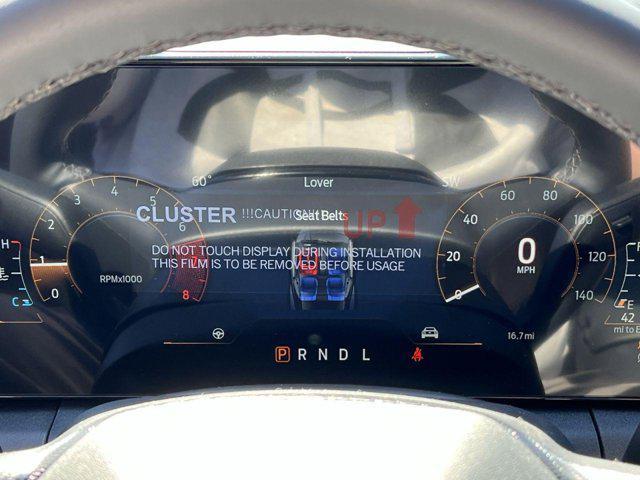 60° Lover SW
CLUSTER !!!CAUTION!!! UP
Seat Belts
DO NOT TOUCH DISPLAY DURING INSTALLATION
THIS FILM IS TO BE REMOVED BEFORE USAGE
0 1 2 3 4 5 6 8
RPMx1000
H
C
0 20 40 60 80 100 120 140
0
MPH
E
42
mi to E
16.7 mi
P R N D L